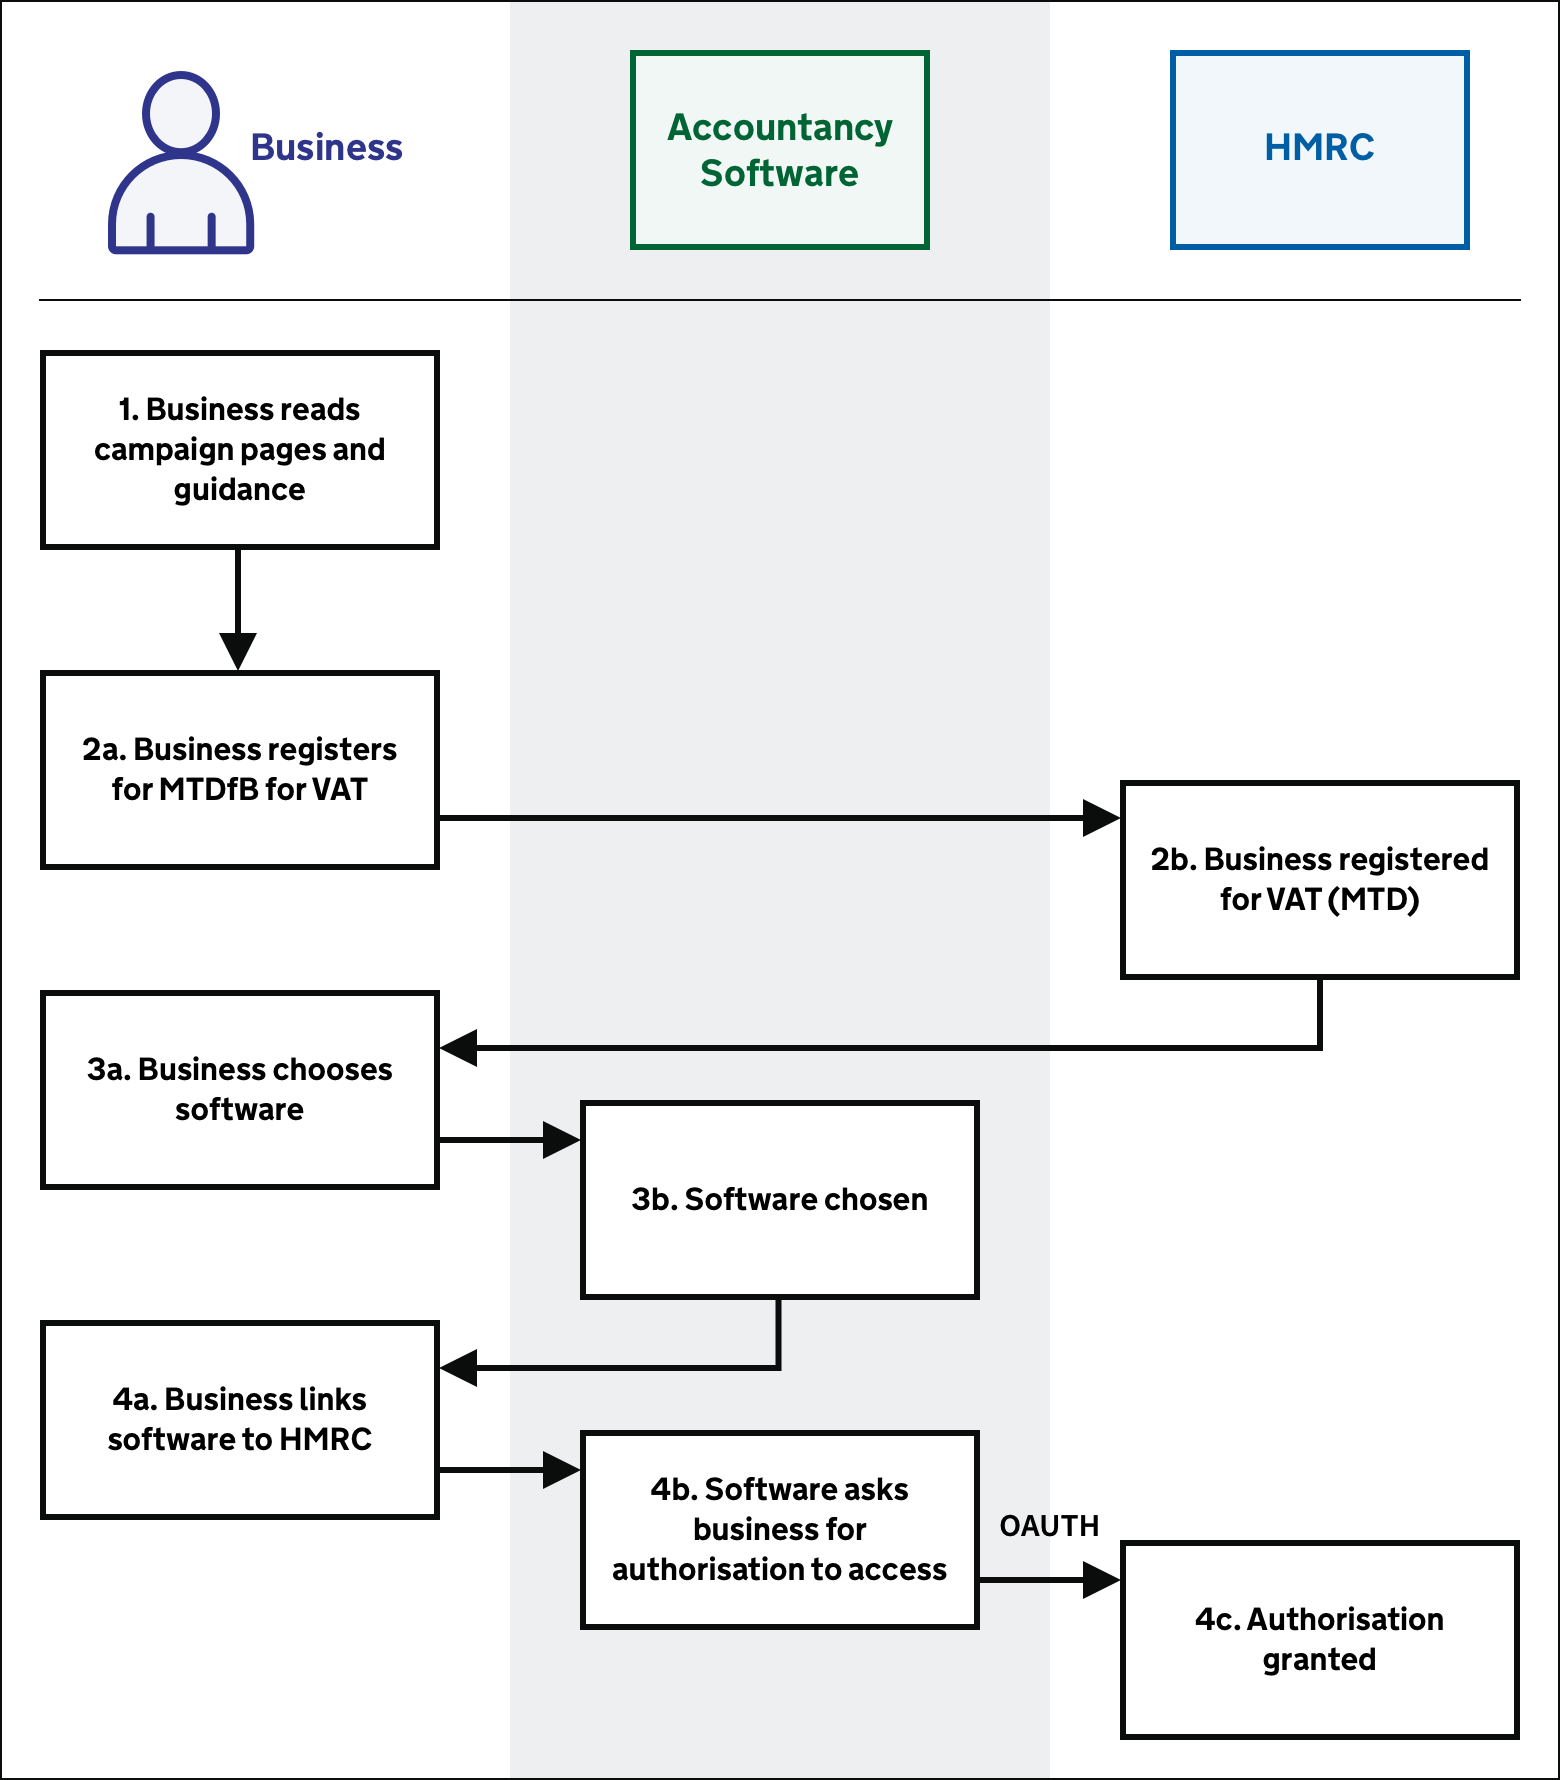 Business
Accountancy
Software
HMRC
1. Business reads
campaign pages and
guidance
2a. Business registers
for MTDfB for VAT
2b. Business registered
for VAT (MTD)
3a. Business chooses
software
3b. Software chosen
4a. Business links
software to HMRC
4b. Software asks
business for
authorisation to access
OAUTH
4c. Authorisation
granted